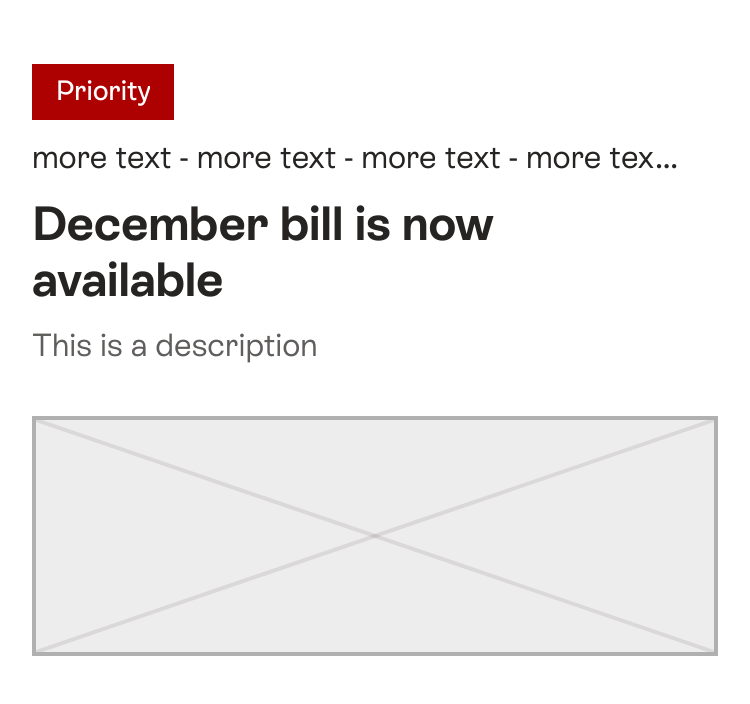 Priority
more text - more text - more text - more tex...
December bill is now
available
This is a description